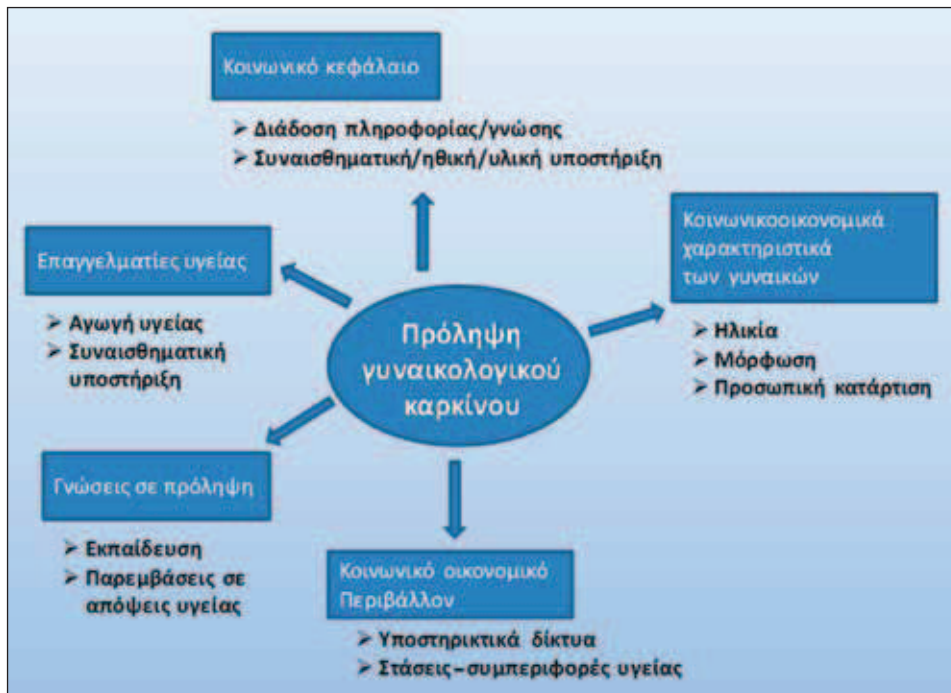 Κοινωνικό κεφάλαιο
➤ Διάδοση πληροφορίας/γνώσης
➤ Συναισθηματική/ηθική/υλική υποστήριξη
Κοινωνικοοικονομικά
χαρακτηριστικά
των γυναικών
➤ Ηλικία
➤ Μόρφωση
➤ Προσωπική κατάρτιση
Επαγγελματίες υγείας
➤ Αγωγή υγείας
➤ Συναισθηματική
υποστήριξη
Πρόληψη
γυναικολογικού
καρκίνου
Γνώσεις σε πρόληψη
➤ Εκπαίδευση
➤ Παρεμβάσεις σε
απόψεις υγείας
Κοινωνικό οικονομικό
Περιβάλλον
➤ Υποστηρικτικά δίκτυα
➤ Στάσεις–συμπεριφορές υγείας